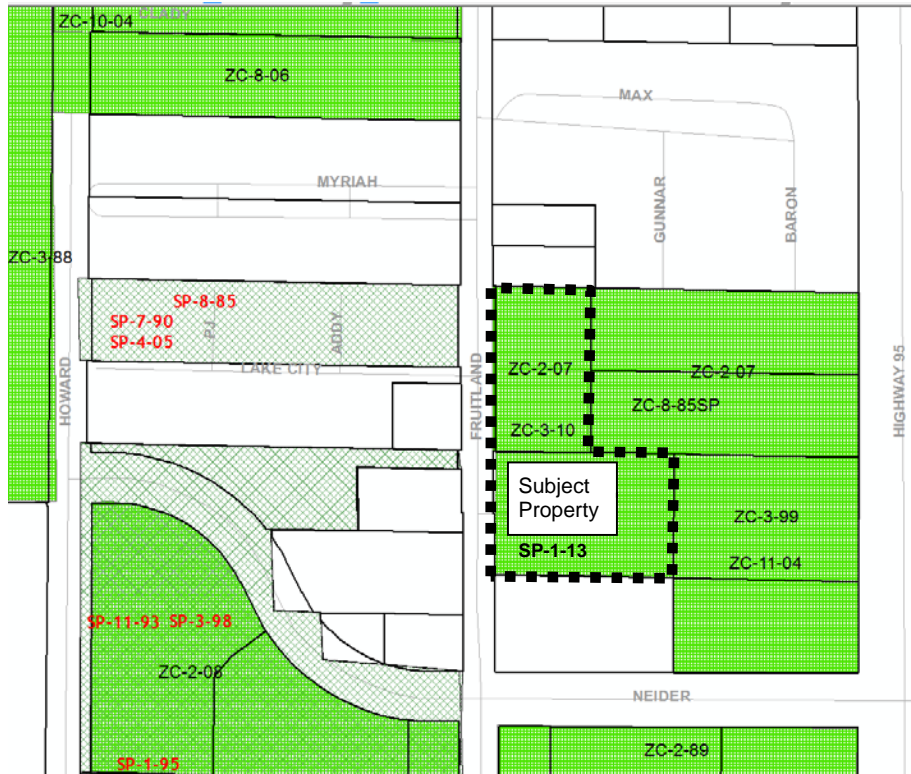 CLADY
ZC-10-04
ZC-8-06
MAX
MYRIAH
GUNNAR
BARON
ZC-3-88
SP-8-85
SP-7-90
SP-4-05
PJ
ADDY
LAKE CITY
HOWARD
FRUITLAND
HIGHWAY 95
ZC-2-07
ZC-2-07
ZC-8-85SP
ZC-3-10
Subject
Property
SP-1-13
ZC-3-99
ZC-11-04
SP-11-93
SP-3-98
ZC-2-08
NEIDER
ZC-2-89
SP-1-95